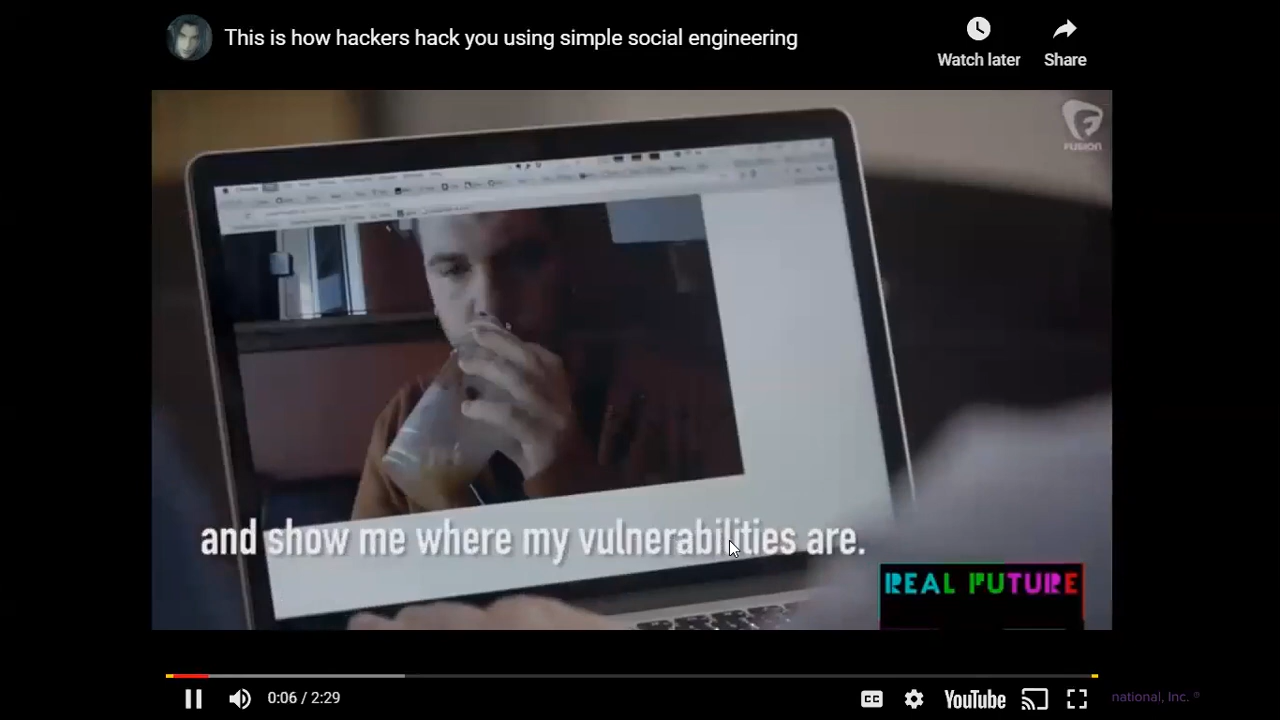 This is how hackers hack you using simple social engineering
Watch later
Share
FUSION
and show me where my vulnerabilities are.
REAL FUTURE
0:06 / 2:29
CC
YouTube
national, Inc. ®